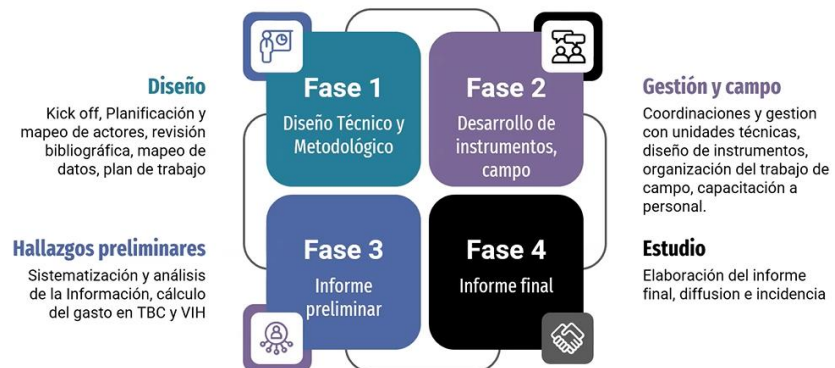 Diseño
Kick off, Planificación y
mapeo de actores, revisión
bibliográfica, mapeo de
datos, plan de trabajo
Fase 1
Diseño Técnico y
Metodológico
Fase 2
Desarrollo de
instrumentos,
campo
Gestión y campo
Coordinaciones y gestion
con unidades técnicas,
diseño de instrumentos,
organización del trabajo de
campo, capacitación a
personal.
Hallazgos preliminares
Sistematización y análisis
de la Información, cálculo
del gasto en TBC y VIH
Fase 3
Informe
preliminar
Fase 4
Informe final
Estudio
Elaboración del informe
final, diffusion e incidencia